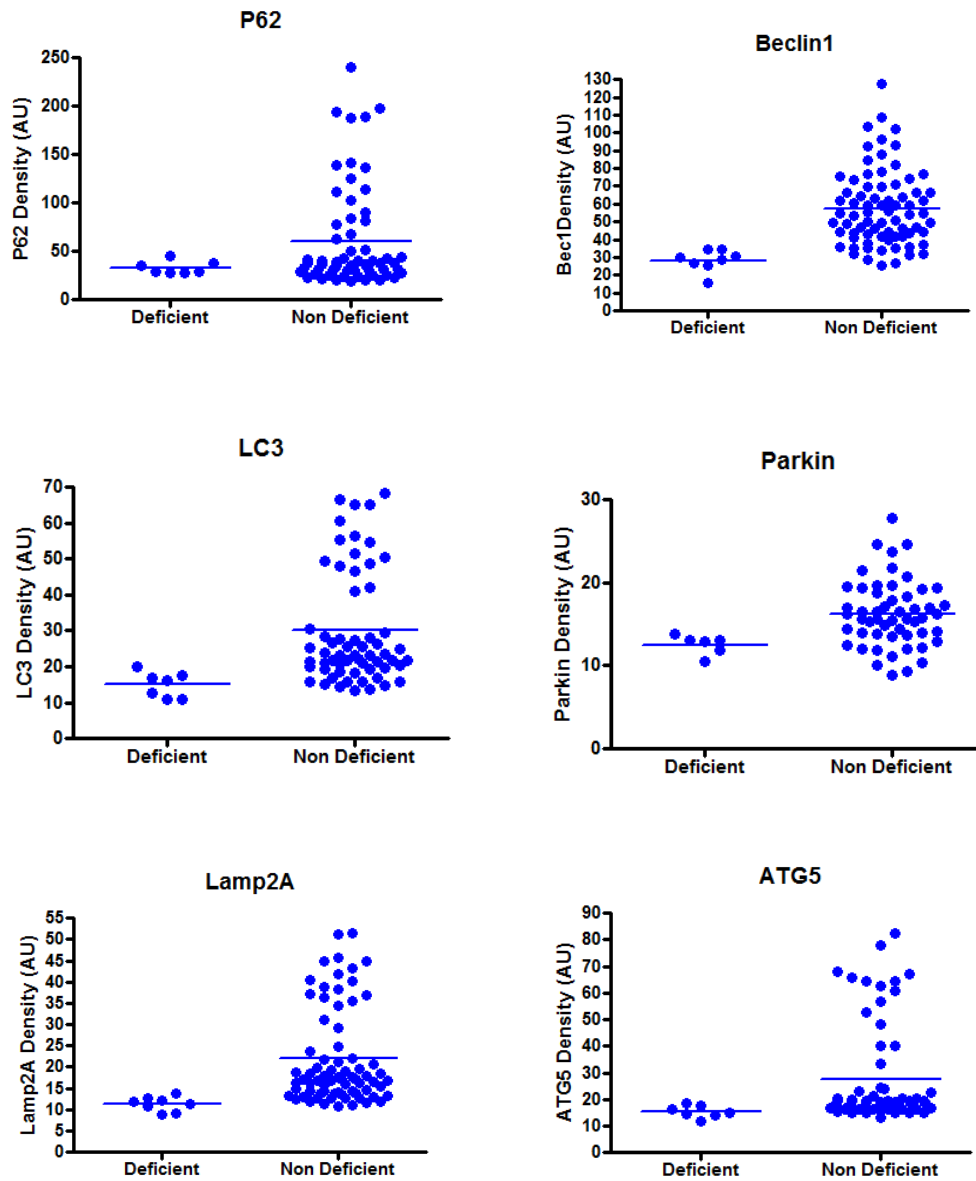 P62
P62 Density (AU)
250
200
150
100
50
0
Deficient
Non Deficient
Beclin1
Bec1Density (AU)
130
120
110
100
90
80
70
60
50
40
30
20
10
0
Deficient
Non Deficient
LC3
LC3 Density (AU)
70
60
50
40
30
20
10
0
Deficient
Non Deficient
Parkin
Parkin Density (AU)
30
20
10
0
Deficient
Non Deficient
Lamp2A
Lamp2A Density (AU)
55
50
45
40
35
30
25
20
15
10
5
0
Deficient
Non Deficient
ATG5
ATG5 Density (AU)
90
80
70
60
50
40
30
20
10
0
Deficient
Non Deficient